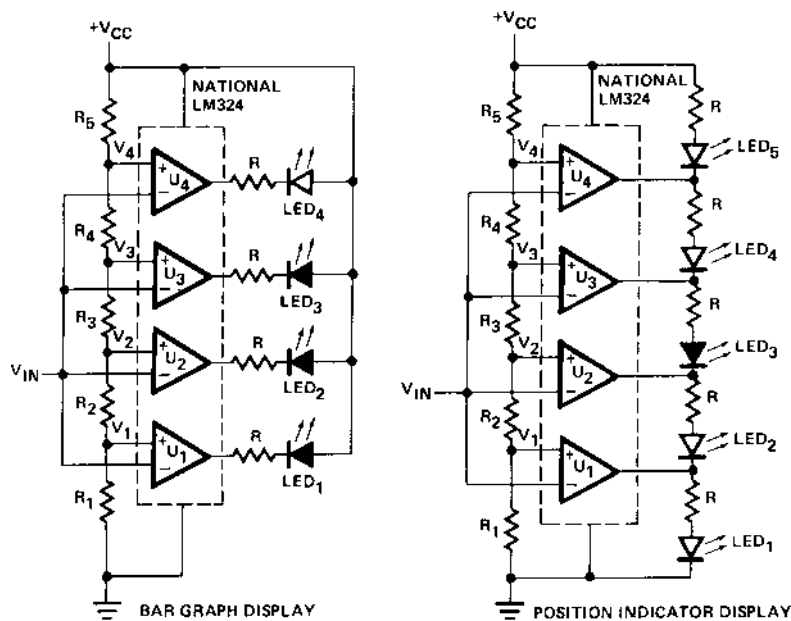 +VCC
NATIONAL
LM324
R5
V4
+
−
U4
R
LED4
R4
V3
+
−
U3
R
LED3
R3
V2
+
−
U2
R
LED2
VIN
R2
V1
+
−
U1
R
LED1
R1
BAR GRAPH DISPLAY
+VCC
NATIONAL
LM324
R5
R
LED5
V4
+
−
U4
R
R4
LED4
V3
+
−
U3
R
R3
LED3
V2
+
−
U2
R
VIN
R2
LED2
V1
+
−
U1
R
R1
LED1
POSITION INDICATOR DISPLAY